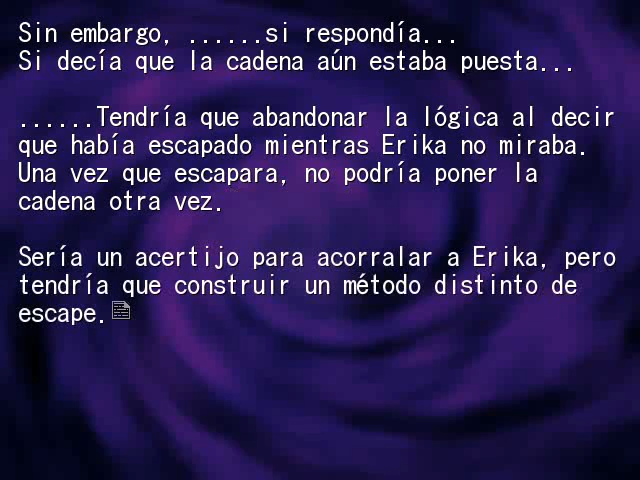 Sin embargo, ......si respondía...
Si decía que la cadena aún estaba puesta...
......Tendría que abandonar la lógica al decir
que había escapado mientras Erika no miraba.
Una vez que escapara, no podría poner la
cadena otra vez.
Sería un acertijo para acorralar a Erika, pero
tendría que construir un método distinto de
escape.